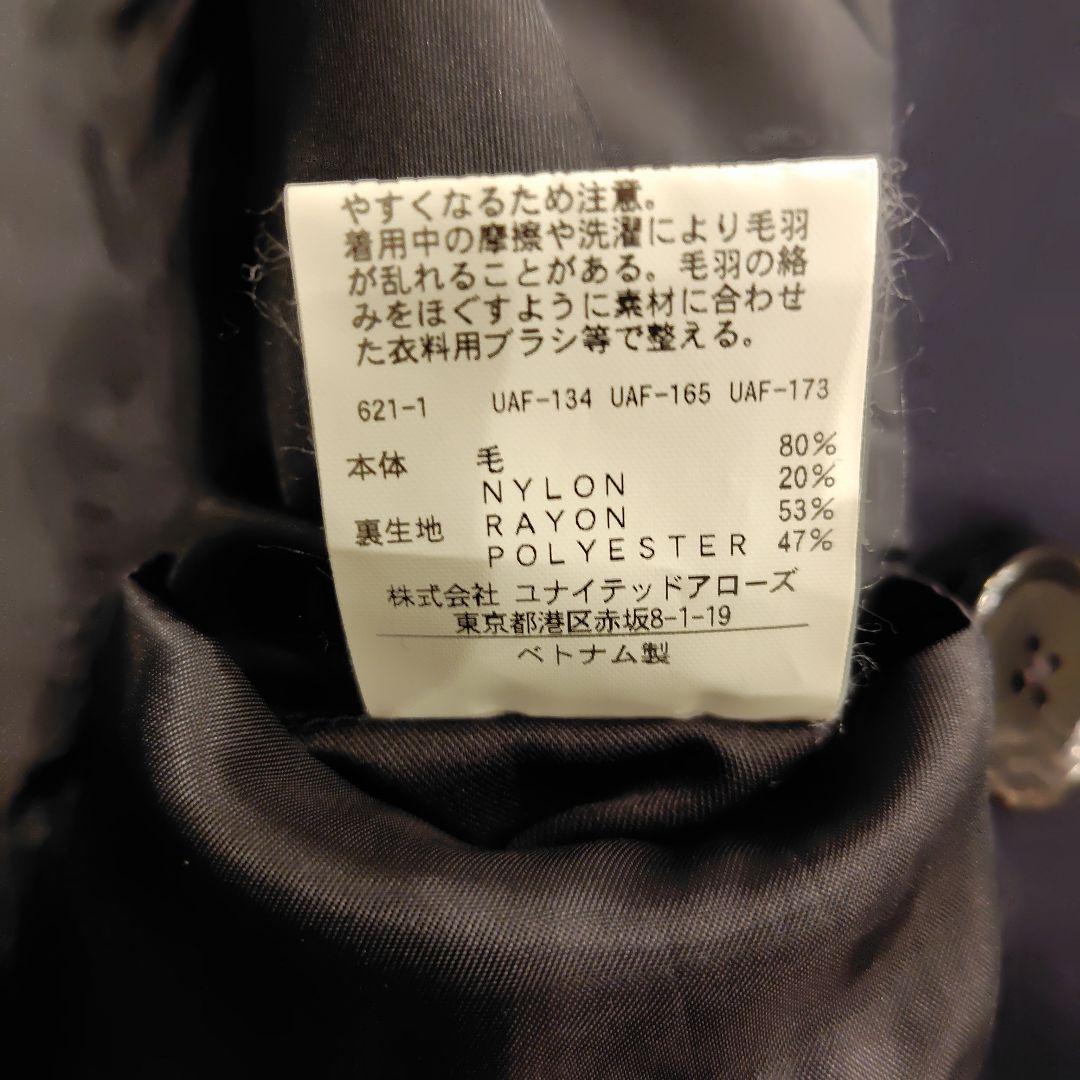 やすくなるため注意。
着用中の摩擦や洗濯により毛羽
が乱れることがある。毛羽の絡
みをほぐすように素材に合わせ
た衣料用ブラシ等で整える。
621-1 UAF-134 UAF-165 UAF-173
本体 毛 80%
NYLON 20%
裏生地 RAYON 53%
POLYESTER 47%
株式会社 ユナイテッドアローズ
東京都港区赤坂8-1-19
ベトナム製